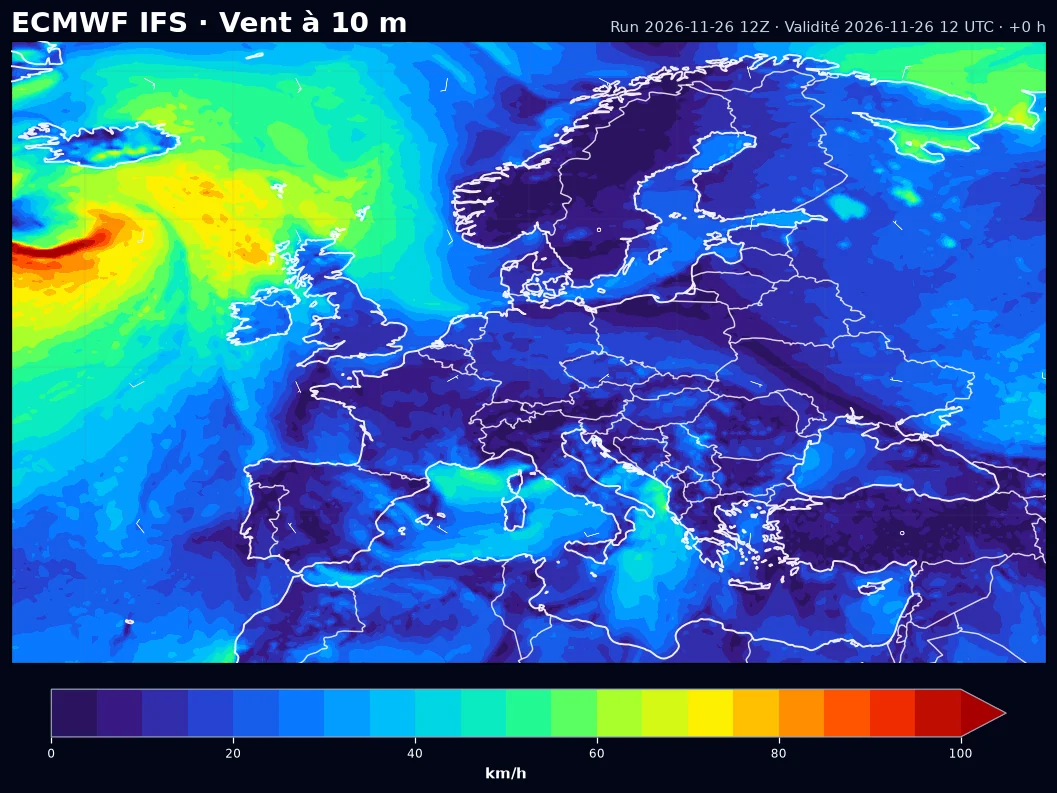 ECMWF IFS · Vent à 10 m
Run 2026-11-26 12Z · Validité 2026-11-26 12 UTC · +0 h
0 20 40 60 80 100
km/h